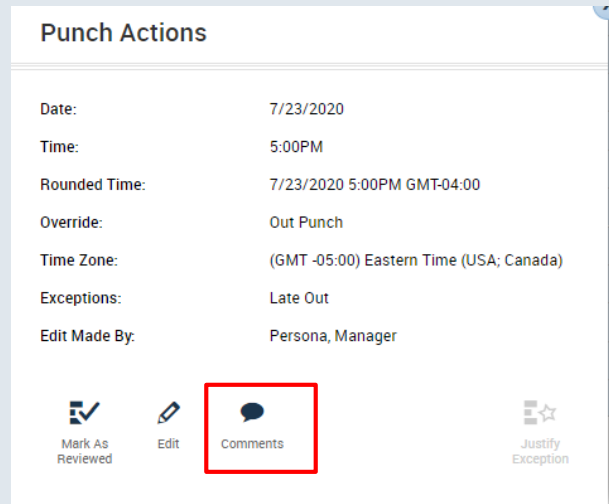 Punch Actions
Date: 7/23/2020
Time: 5:00PM
Rounded Time: 7/23/2020 5:00PM GMT-04:00
Override: Out Punch
Time Zone: (GMT -05:00) Eastern Time (USA; Canada)
Exceptions: Late Out
Edit Made By: Persona, Manager
Mark As Reviewed
Edit
Comments
Justify Exception